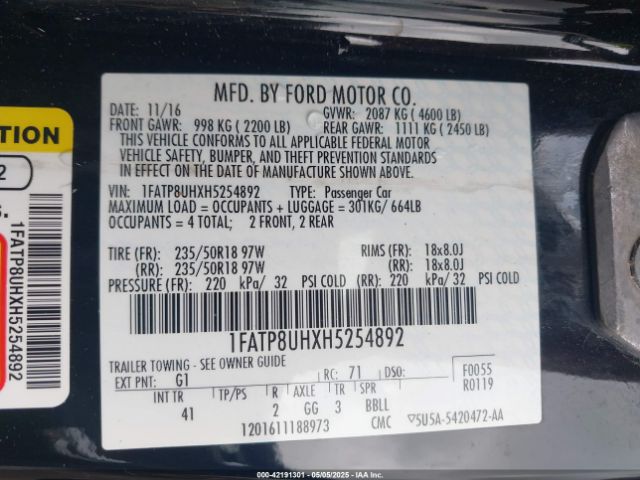 MFD. BY FORD MOTOR CO.
DATE: 11/16 GVWR: 2087 KG ( 4600 LB)
FRONT GAWR: 998 KG ( 2200 LB) REAR GAWR: 1111 KG ( 2450 LB)
THIS VEHICLE CONFORMS TO ALL APPLICABLE FEDERAL MOTOR
VEHICLE SAFETY, BUMPER, AND THEFT PREVENTION STANDARDS
IN EFFECT ON THE DATE OF MANUFACTURE SHOWN ABOVE.
VIN: 1FATP8UHXH5254892 TYPE: Passenger Car
MAXIMUM LOAD = OCCUPANTS + LUGGAGE = 301KG/ 664LB
OCCUPANTS = 4 TOTAL; 2 FRONT, 2 REAR
TIRE (FR): 235/50R18 97W RIMS (FR): 18x8.0J
(RR): 235/50R18 97W (RR): 18x8.0J
PRESSURE (FR): 220 kPa/ 32 PSI COLD (RR): 220 kPa/ 32 PSI COLD
1FATP8UHXH5254892
TRAILER TOWING - SEE OWNER GUIDE
EXT PNT: G1 RC: 71 DSO: F0055
R0119
INT TR TP/PS R AXLE TR SPR
41 2 GG 3 BBLL
1201611188973 CMC ▽5U5A-5420472-AA
2
1FATP8UHXH5254892
000-42191301 - 05/05/2025 - IAAI.COM